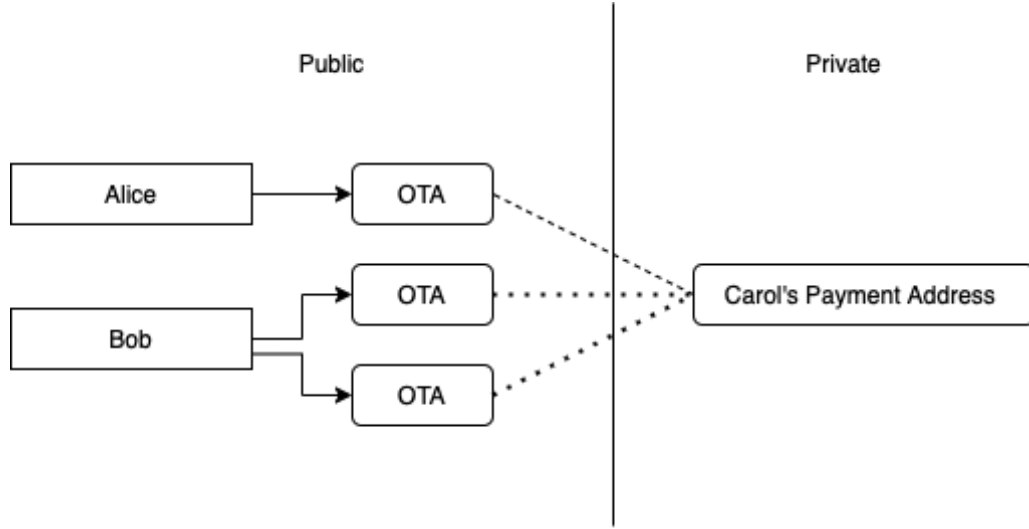 Public
Private
Alice
OTA
OTA
Carol's Payment Address
Bob
OTA